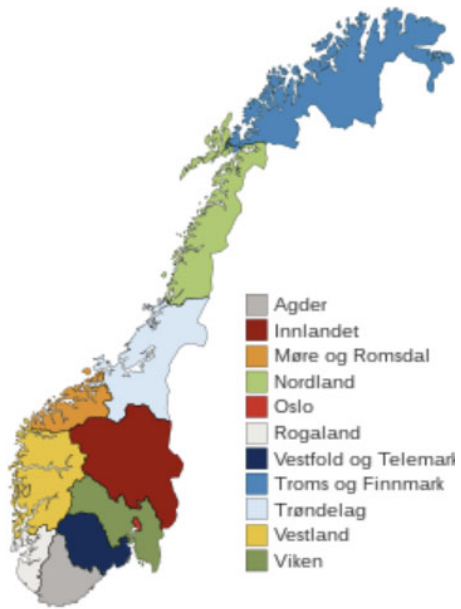 Agder
Innlandet
Møre og Romsdal
Nordland
Oslo
Rogaland
Vestfold og Telemark
Troms og Finnmark
Trøndelag
Vestland
Viken